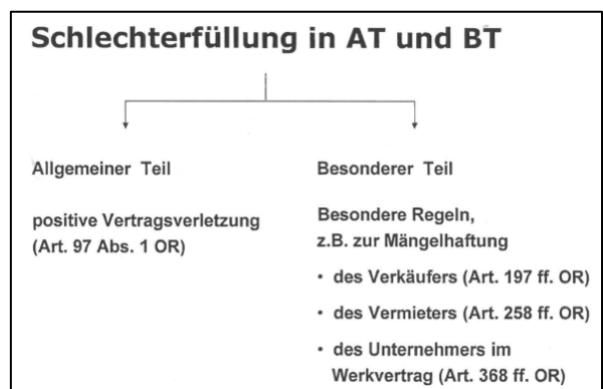 Schlechterfüllung in AT und BT
Allgemeiner Teil
positive Vertragsverletzung
(Art. 97 Abs. 1 OR)
Besonderer Teil
Besondere Regeln,
z.B. zur Mängelhaftung
• des Verkäufers (Art. 197 ff. OR)
• des Vermieters (Art. 258 ff. OR)
• des Unternehmers im
Werkvertrag (Art. 368 ff. OR)